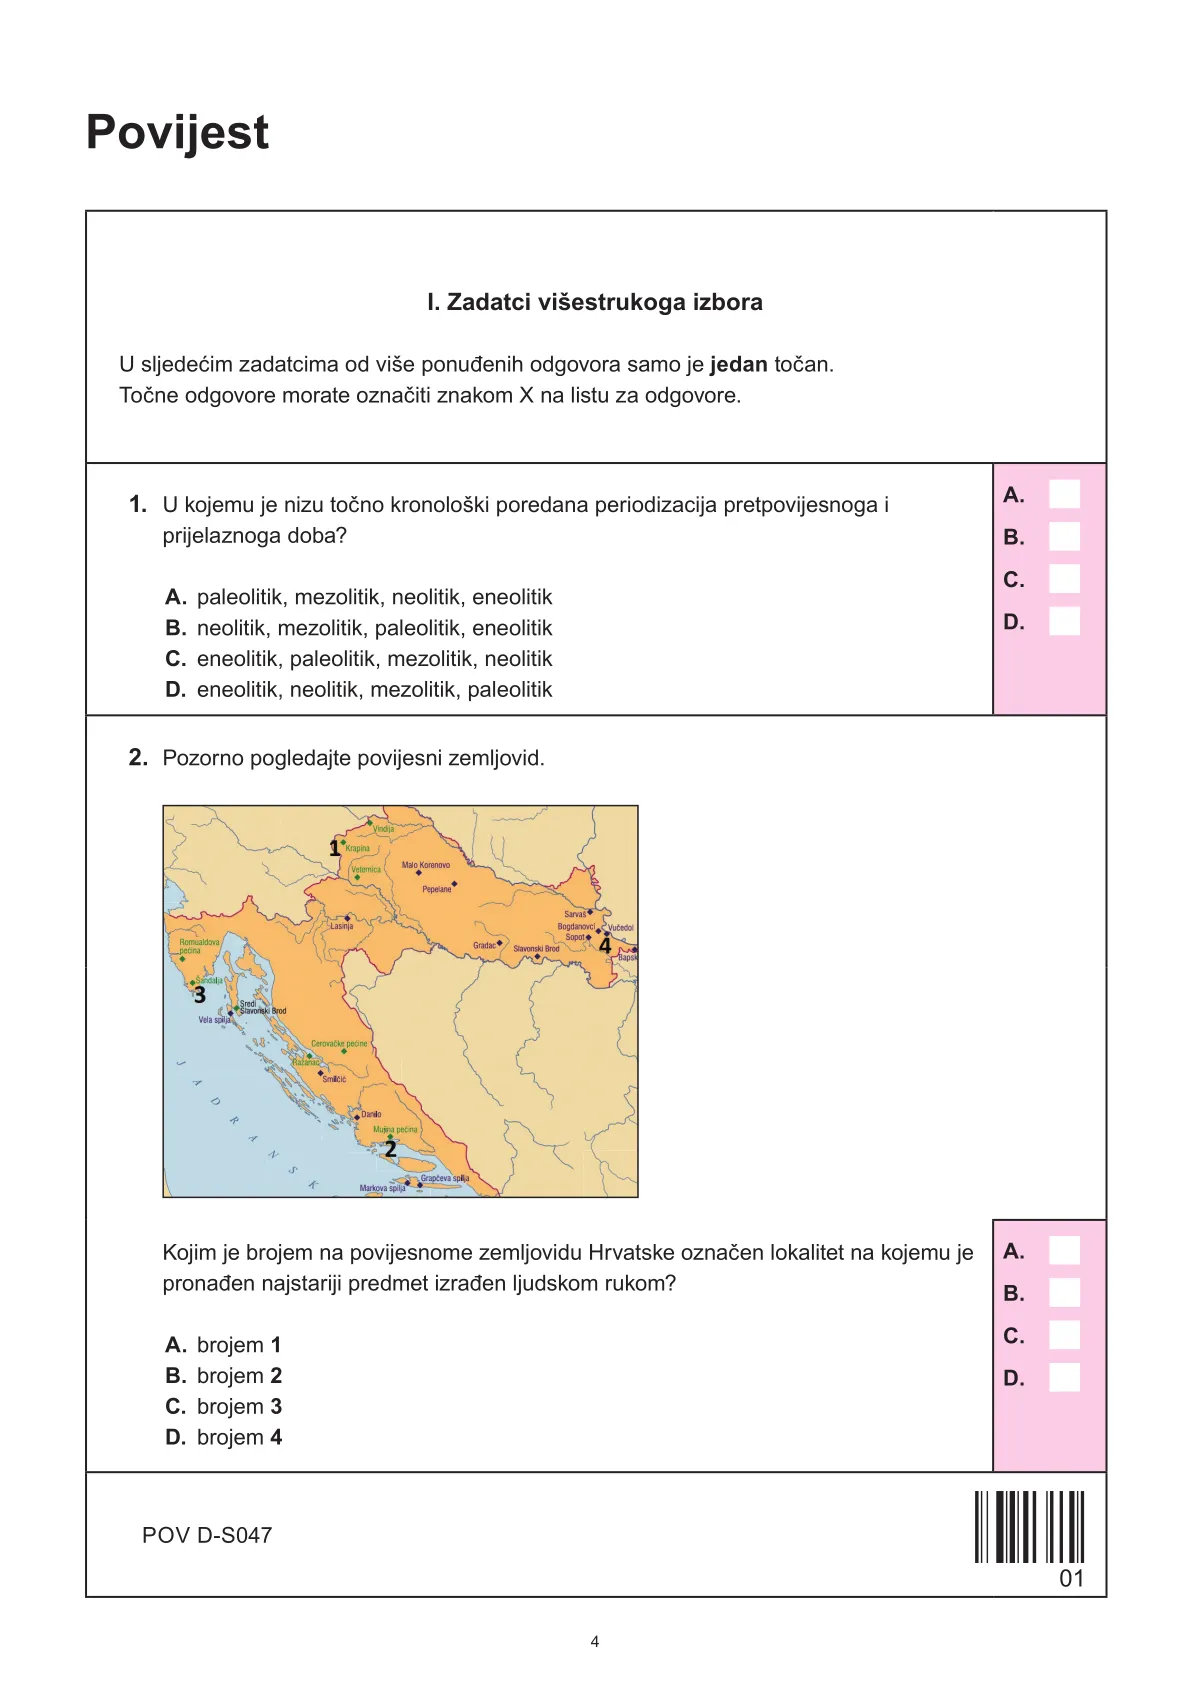 Povijest
I. Zadatci višestrukoga izbora
U sljedećim zadatcima od više ponuđenih odgovora samo je jedan točan.
Točne odgovore morate označiti znakom X na listu za odgovore.
1. U kojemu je nizu točno kronološki poredana periodizacija pretpovijesnoga i
prijelaznoga doba?
A. paleolitik, mezolitik, neolitik, eneolitik
B. neolitik, mezolitik, paleolitik, eneolitik
C. eneolitik, paleolitik, mezolitik, neolitik
D. eneolitik, neolitik, mezolitik, paleolitik
A.
B.
C.
D.
2. Pozorno pogledajte povijesni zemljovid.
Vindija
1
Krapina
Veternica
Malo Korenovo
Pepelane
Lasinja
Sarvaš
Bogdanovci
Vučedol
Sopot
4
Gradac
Slavonski Brod
Bapsk
Romualdova
pećina
Šandalja
3
Sredi
Slavonski Brod
Vela spilja
Cerovačke pećine
Ražanac
Smilčić
Danilo
Mujina pećina
2
Grapčeva spilja
Markova spilja
J A D R A N S K
Kojim je brojem na povijesnome zemljovidu Hrvatske označen lokalitet na kojemu je
pronađen najstariji predmet izrađen ljudskom rukom?
A. brojem 1
B. brojem 2
C. brojem 3
D. brojem 4
A.
B.
C.
D.
POV D-S047
01
4